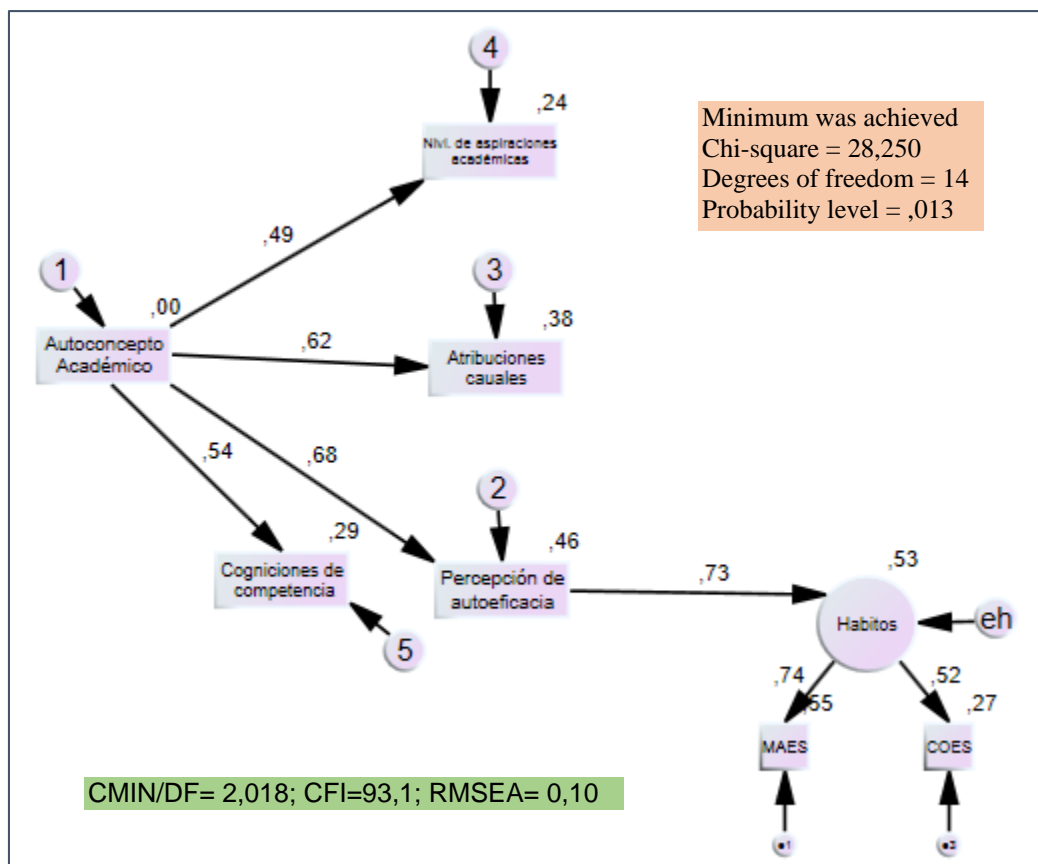 4
,24
Nivl. de aspiraciones
académicas
Minimum was achieved
Chi-square = 28,250
Degrees of freedom = 14
Probability level = ,013
,49
1
,00
Autoconcepto
Académico
3
,38
,62
Atribuciones
cauales
,54
,68
2
,29
,46
Cogniciones de
competencia
Percepción de
autoeficacia
5
,73
,53
Habitos
eh
,74
,55
,52
,27
MAES
COES
e1
e3
CMIN/DF= 2,018; CFI=93,1; RMSEA= 0,10